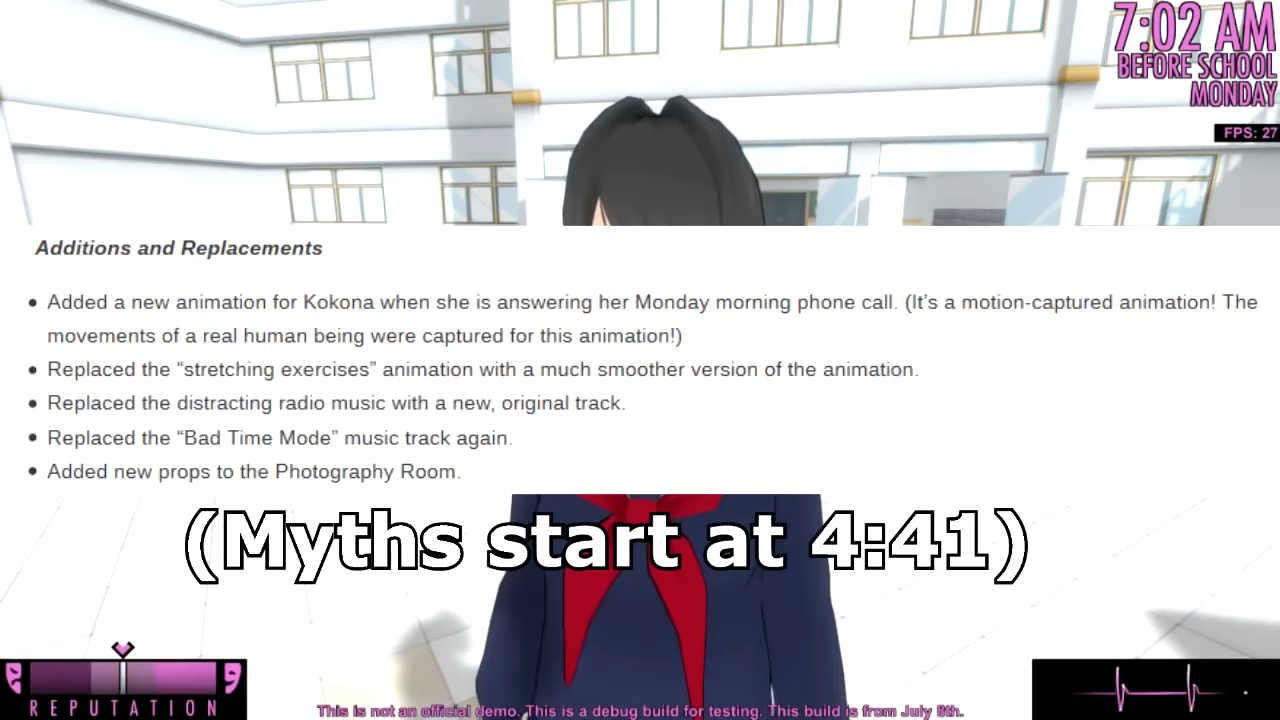 7:02 AM
BEFORE SCHOOL
MONDAY
FPS: 27
Additions and Replacements
• Added a new animation for Kokona when she is answering her Monday morning phone call. (It’s a motion-captured animation! The
movements of a real human being were captured for this animation!)
• Replaced the “stretching exercises” animation with a much smoother version of the animation.
• Replaced the distracting radio music with a new, original track.
• Replaced the “Bad Time Mode” music track again.
• Added new props to the Photography Room.
(Myths start at 4:41)
REPUTATION
This is not an official demo. This is a debug build for testing. This build is from July 8th.